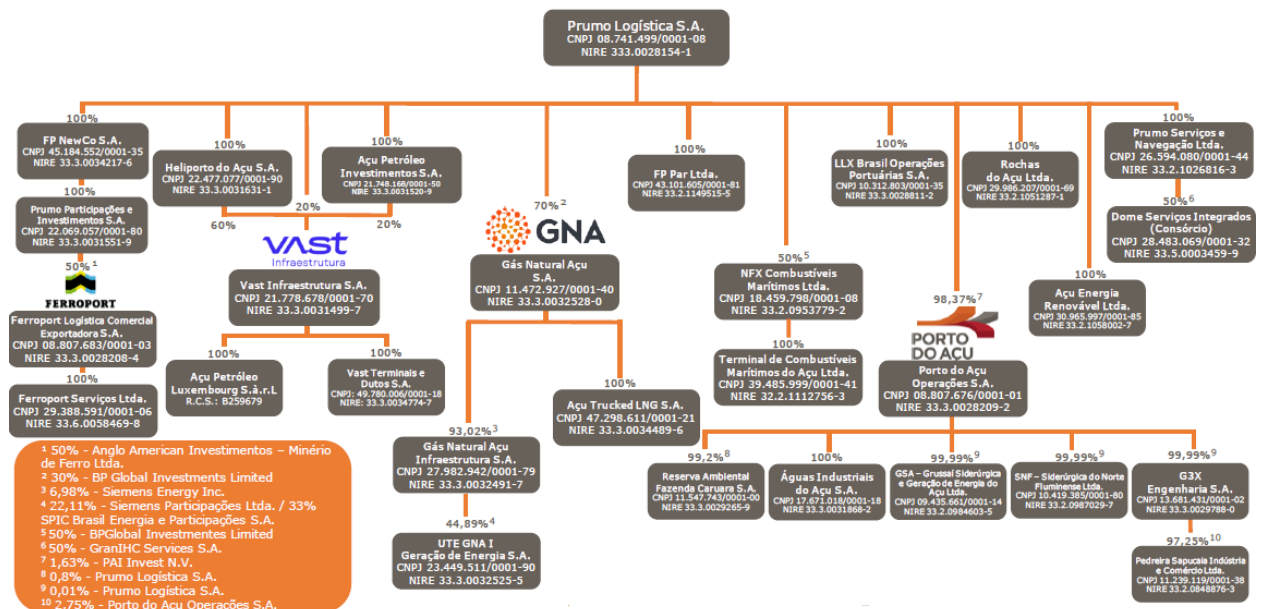 Prumo Logística S.A.
CNPJ 08.741.499/0001-08
NIRE 333.0028154-1
100%
FP NewCo S.A.
CNPJ 45.184.552/0001-35
NIRE 33.3.0034217-6
100%
Prumo Participações e
Investimentos S.A.
CNPJ 22.069.057/0001-80
NIRE 33.3.0031551-9
50% ¹
FERROPORT
Ferroport Logística Comercial
Exportadora S.A.
CNPJ 08.807.683/0001-03
NIRE 33.3.0028208-4
100%
Ferroport Serviços Ltda.
CNPJ 29.388.591/0001-06
NIRE 33.6.0058469-8
100%
Heliporto do Açu S.A.
CNPJ 22.477.077/0001-90
NIRE 33.3.0031631-1
100%
Açu Petróleo
Investimentos S.A.
CNPJ 21.748.168/0001-50
NIRE 33.3.0031520-9
60%
20%
20%
VAST
Infraestrutura
Vast Infraestrutura S.A.
CNPJ 21.778.678/0001-70
NIRE 33.3.0031499-7
100%
Açu Petróleo
Luxembourg S.à.r.L
R.C.S.: B259679
100%
Vast Terminais e
Dutos S.A.
CNPJ: 49.780.006/0001-18
NIRE: 33.3.0034774-7
70%²
GNA
Gás Natural Açu
S.A.
CNPJ 11.472.927/0001-40
NIRE 33.3.0032528-0
93,02%³
Gás Natural Açu
Infraestrutura S.A.
CNPJ 27.982.942/0001-79
NIRE 33.3.0032491-7
44,89%⁴
UTE GNA I
Geração de Energia S.A.
CNPJ 23.449.511/0001-90
NIRE 33.3.0032525-5
100%
Açu Trucked LNG S.A.
CNPJ 47.298.611/0001-21
NIRE 33.3.0034489-6
100%
FP Par Ltda.
CNPJ 43.101.605/0001-81
NIRE 33.2.1149515-5
50%⁵
NFX Combustíveis
Marítimos Ltda.
CNPJ 18.459.798/0001-08
NIRE 33.2.0953779-2
100%
Terminal de Combustíveis
Marítimos do Açu Ltda.
CNPJ 39.485.999/0001-41
NIRE 32.2.1112756-3
100%
LLX Brasil Operações
Portuárias S.A.
CNPJ 10.312.803/0001-35
NIRE 33.3.0028811-2
98,37%⁷
PORTO
DO AÇU
Porto do Açu
Operações S.A.
CNPJ 08.807.676/0001-01
NIRE 33.3.0028209-2
100%
Rochas
do Açu Ltda.
CNPJ 29.986.207/0001-69
NIRE 33.2.1051287-1
100%
Açu Energia
Renovável Ltda.
CNPJ 30.965.997/0001-85
NIRE 33.2.1058002-7
100%
Prumo Serviços e
Navegação Ltda.
CNPJ 26.594.080/0001-44
NIRE 33.2.1026816-3
50%⁶
Dome Serviços Integrados
(Consórcio)
CNPJ 28.483.069/0001-32
NIRE 33.5.0003459-9
99,2%⁸
Reserva Ambiental
Fazenda Caruara S.A.
CNPJ 11.547.743/0001-00
NIRE 33.3.0029265-9
100%
Águas Industriais
do Açu S.A.
CNPJ 17.671.018/0001-18
NIRE 33.3.0031868-2
99,99%⁹
GSA – Grussaí Siderúrgica
e Geração de Energia do
Açu Ltda.
CNPJ 09.435.661/0001-14
NIRE 33.2.0984603-5
99,99%⁹
SNF – Siderúrgica do Norte
Fluminense Ltda.
CNPJ 10.419.385/0001-80
NIRE 33.2.0987029-7
99,99%⁹
G3X
Engenharia S.A.
CNPJ 13.681.431/0001-02
NIRE 33.3.0029788-0
97,25%¹⁰
Pedreira Sapucaia Indústria
e Comércio Ltda.
CNPJ 11.239.119/0001-38
NIRE 33.2.0848876-3
¹ 50% - Anglo American Investimentos – Minério
de Ferro Ltda.
² 30% - BP Global Investments Limited
³ 6,98% - Siemens Energy Inc.
⁴ 22,11% - Siemens Participações Ltda. / 33%
SPIC Brasil Energia e Participações S.A.
⁵ 50% - BPGlobal Investmentes Limited
⁶ 50% - GranIHC Services S.A.
⁷ 1,63% - PAI Invest N.V.
⁸ 0,8% - Prumo Logística S.A.
⁹ 0,01% - Prumo Logística S.A.
¹⁰ 2,75% - Porto do Açu Operações S.A.